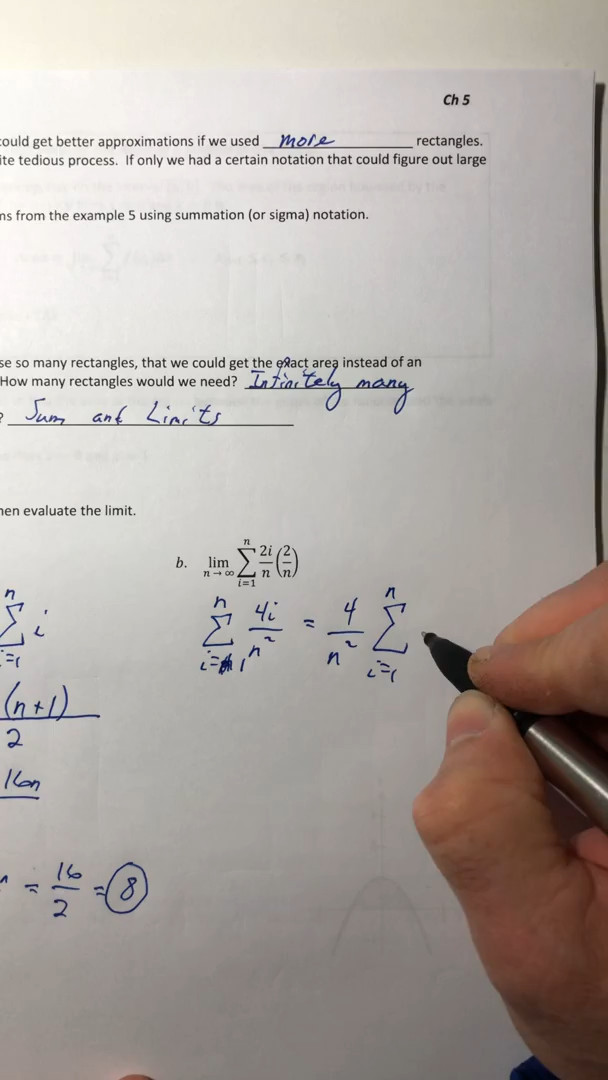 Ch 5
could get better approximations if we used more rectangles.
ite tedious process. If only we had a certain notation that could figure out large
ns from the example 5 using summation (or sigma) notation.
se so many rectangles, that we could get the exact area instead of an
How many rectangles would we need? Infinitely many
? Sum and Limits
hen evaluate the limit.
b. lim n→∞ n ∑ i=1 2i/n (2/n)
n ∑ i=1 i
n ∑ i=1 4i/n² = 4/n² n ∑ i=1
(n+1)
2
16n
= 16/2 = 8